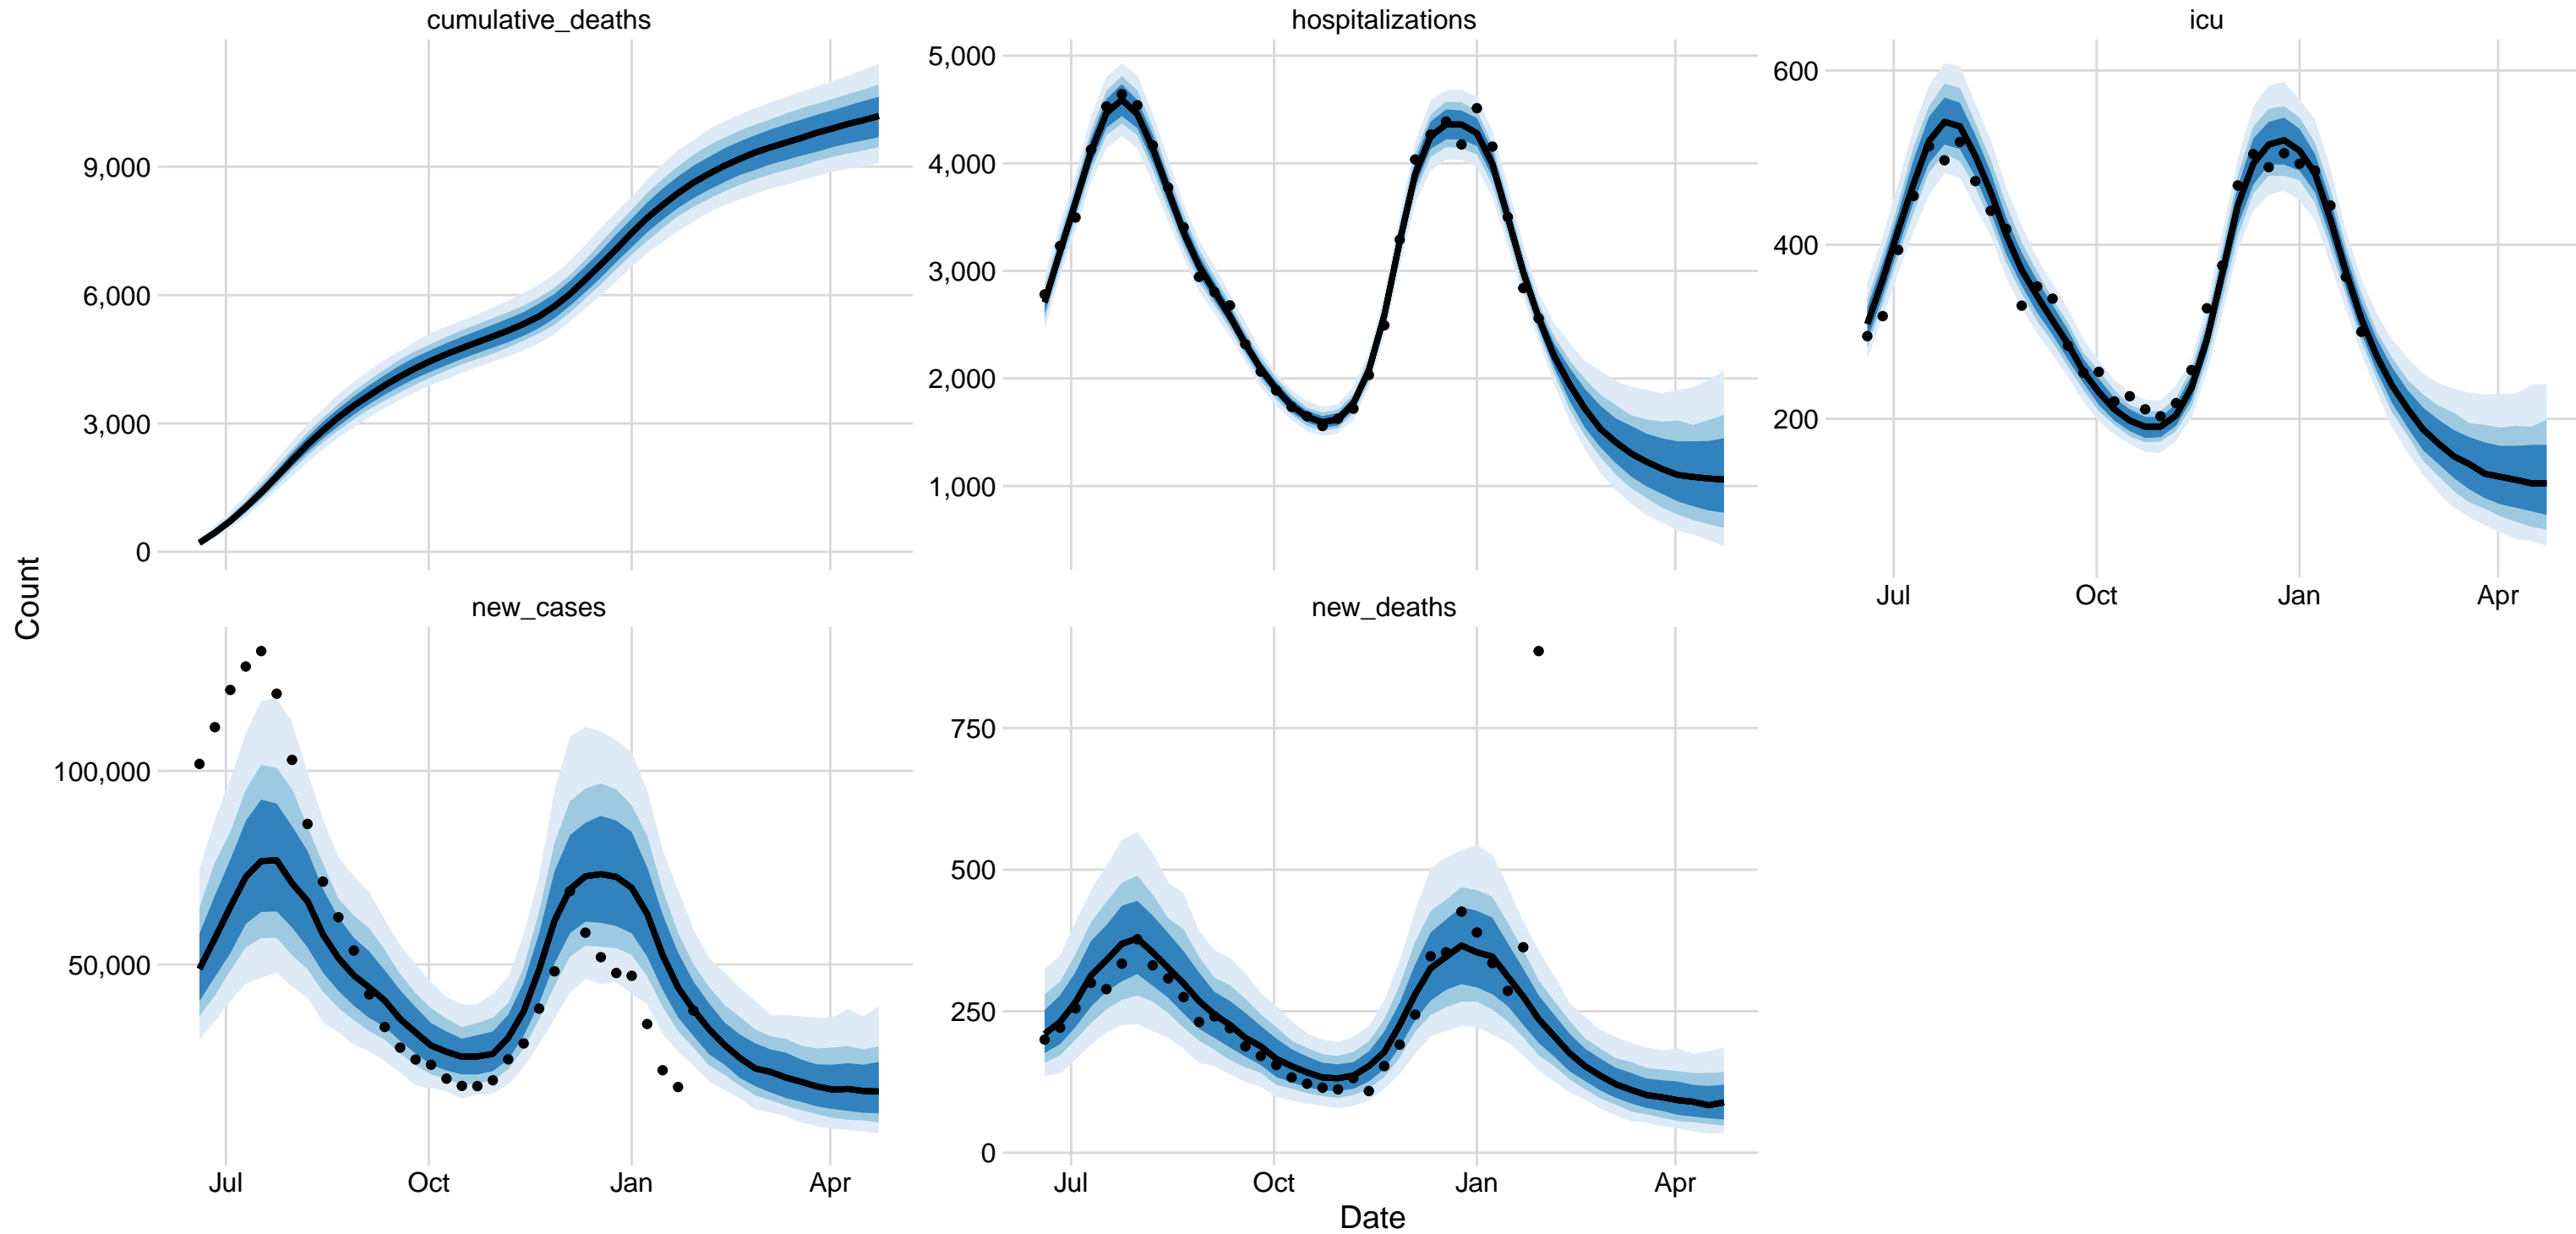 cumulative_deaths
hospitalizations
icu
9,000
6,000
3,000
0
5,000
4,000
3,000
2,000
1,000
600
400
200
Jul Oct Jan Apr
Count
new_cases
new_deaths
100,000
50,000
750
500
250
0
Jul Oct Jan Apr
Jul Oct Jan Apr
Date